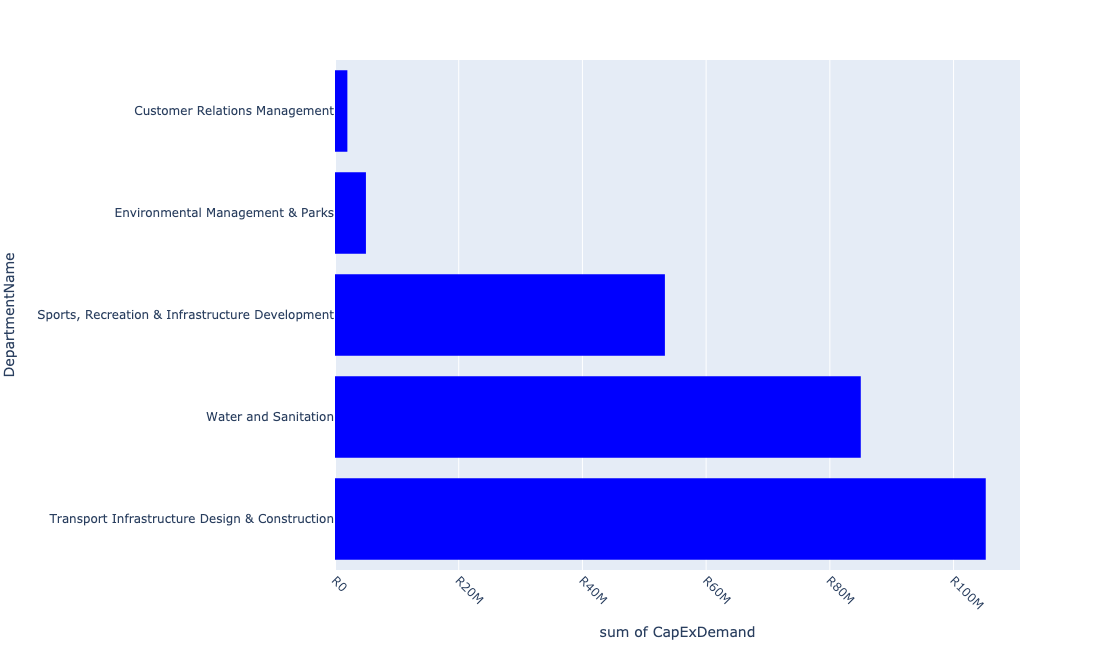 Customer Relations Management
Environmental Management & Parks
Sports, Recreation & Infrastructure Development
Water and Sanitation
Transport Infrastructure Design & Construction
DepartmentName
R0
R20M
R40M
R60M
R80M
R100M
sum of CapExDemand